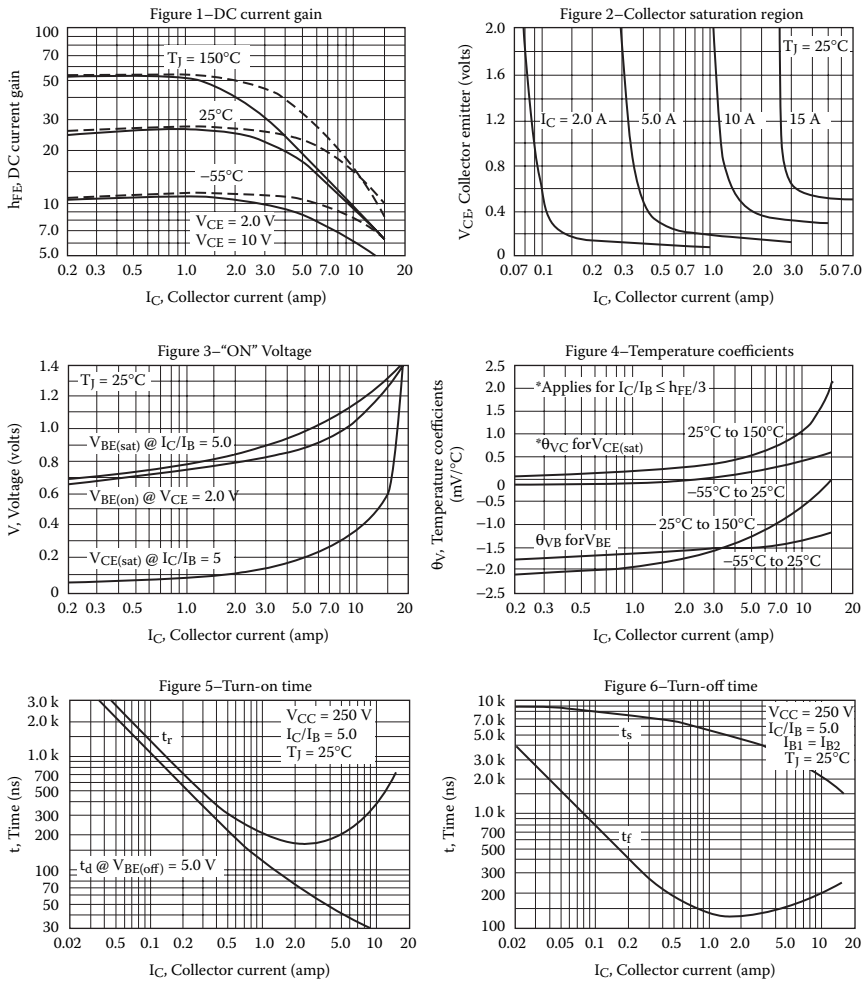 Figure 1–DC current gain
hFE, DC current gain
100
70
50
30
20
10
7.0
5.0
TJ = 150°C
25°C
−55°C
VCE = 2.0 V
VCE = 10 V
0.2 0.3 0.5 1.0 2.0 3.0 5.0 10 20
IC, Collector current (amp)
Figure 2–Collector saturation region
VCE, Collector emitter (volts)
2.0
1.6
1.2
0.8
0.4
0
TJ = 25°C
IC = 2.0 A 5.0 A 10 A 15 A
0.07 0.1 0.2 0.3 0.5 0.7 1.0 2.0 3.0 5.0 7.0
IC, Collector current (amp)
Figure 3–“ON” Voltage
V, Voltage (volts)
1.4
1.2
1.0
0.8
0.6
0.4
0.2
0
TJ = 25°C
VBE(sat) @ IC/IB = 5.0
VBE(on) @ VCE = 2.0 V
VCE(sat) @ IC/IB = 5
0.2 0.3 0.5 1.0 2.0 3.0 5.0 7.0 10 20
IC, Collector current (amp)
Figure 4–Temperature coefficients
θV, Temperature coefficients
(mV/°C)
2.5
2.0
1.5
1.0
0.5
0
−0.5
−1.0
−1.5
−2.0
−2.5
*Applies for IC/IB ≤ hFE/3
25°C to 150°C
*θVC forVCE(sat)
−55°C to 25°C
25°C to 150°C
θVB forVBE
−55°C to 25°C
0.2 0.3 0.5 1.0 2.0 3.0 5.0 7.0 10 20
IC, Collector current (amp)
Figure 5–Turn-on time
t, Time (ns)
3.0 k
2.0 k
1.0 k
700
500
300
200
100
70
50
30
VCC = 250 V
IC/IB = 5.0
TJ = 25°C
tr
td @ VBE(off) = 5.0 V
0.02 0.5 0.1 0.2 0.5 1.0 2.0 5.0 10 20
IC, Collector current (amp)
Figure 6–Turn-off time
t, Time (ns)
10 k
7.0 k
5.0 k
3.0 k
2.0 k
1.0 k
700
500
300
200
100
VCC = 250 V
IC/IB = 5.0
IB1 = IB2
TJ = 25°C
ts
tf
0.02 0.05 0.1 0.2 0.5 1.0 2.0 5.0 10 20
IC, Collector current (amp)